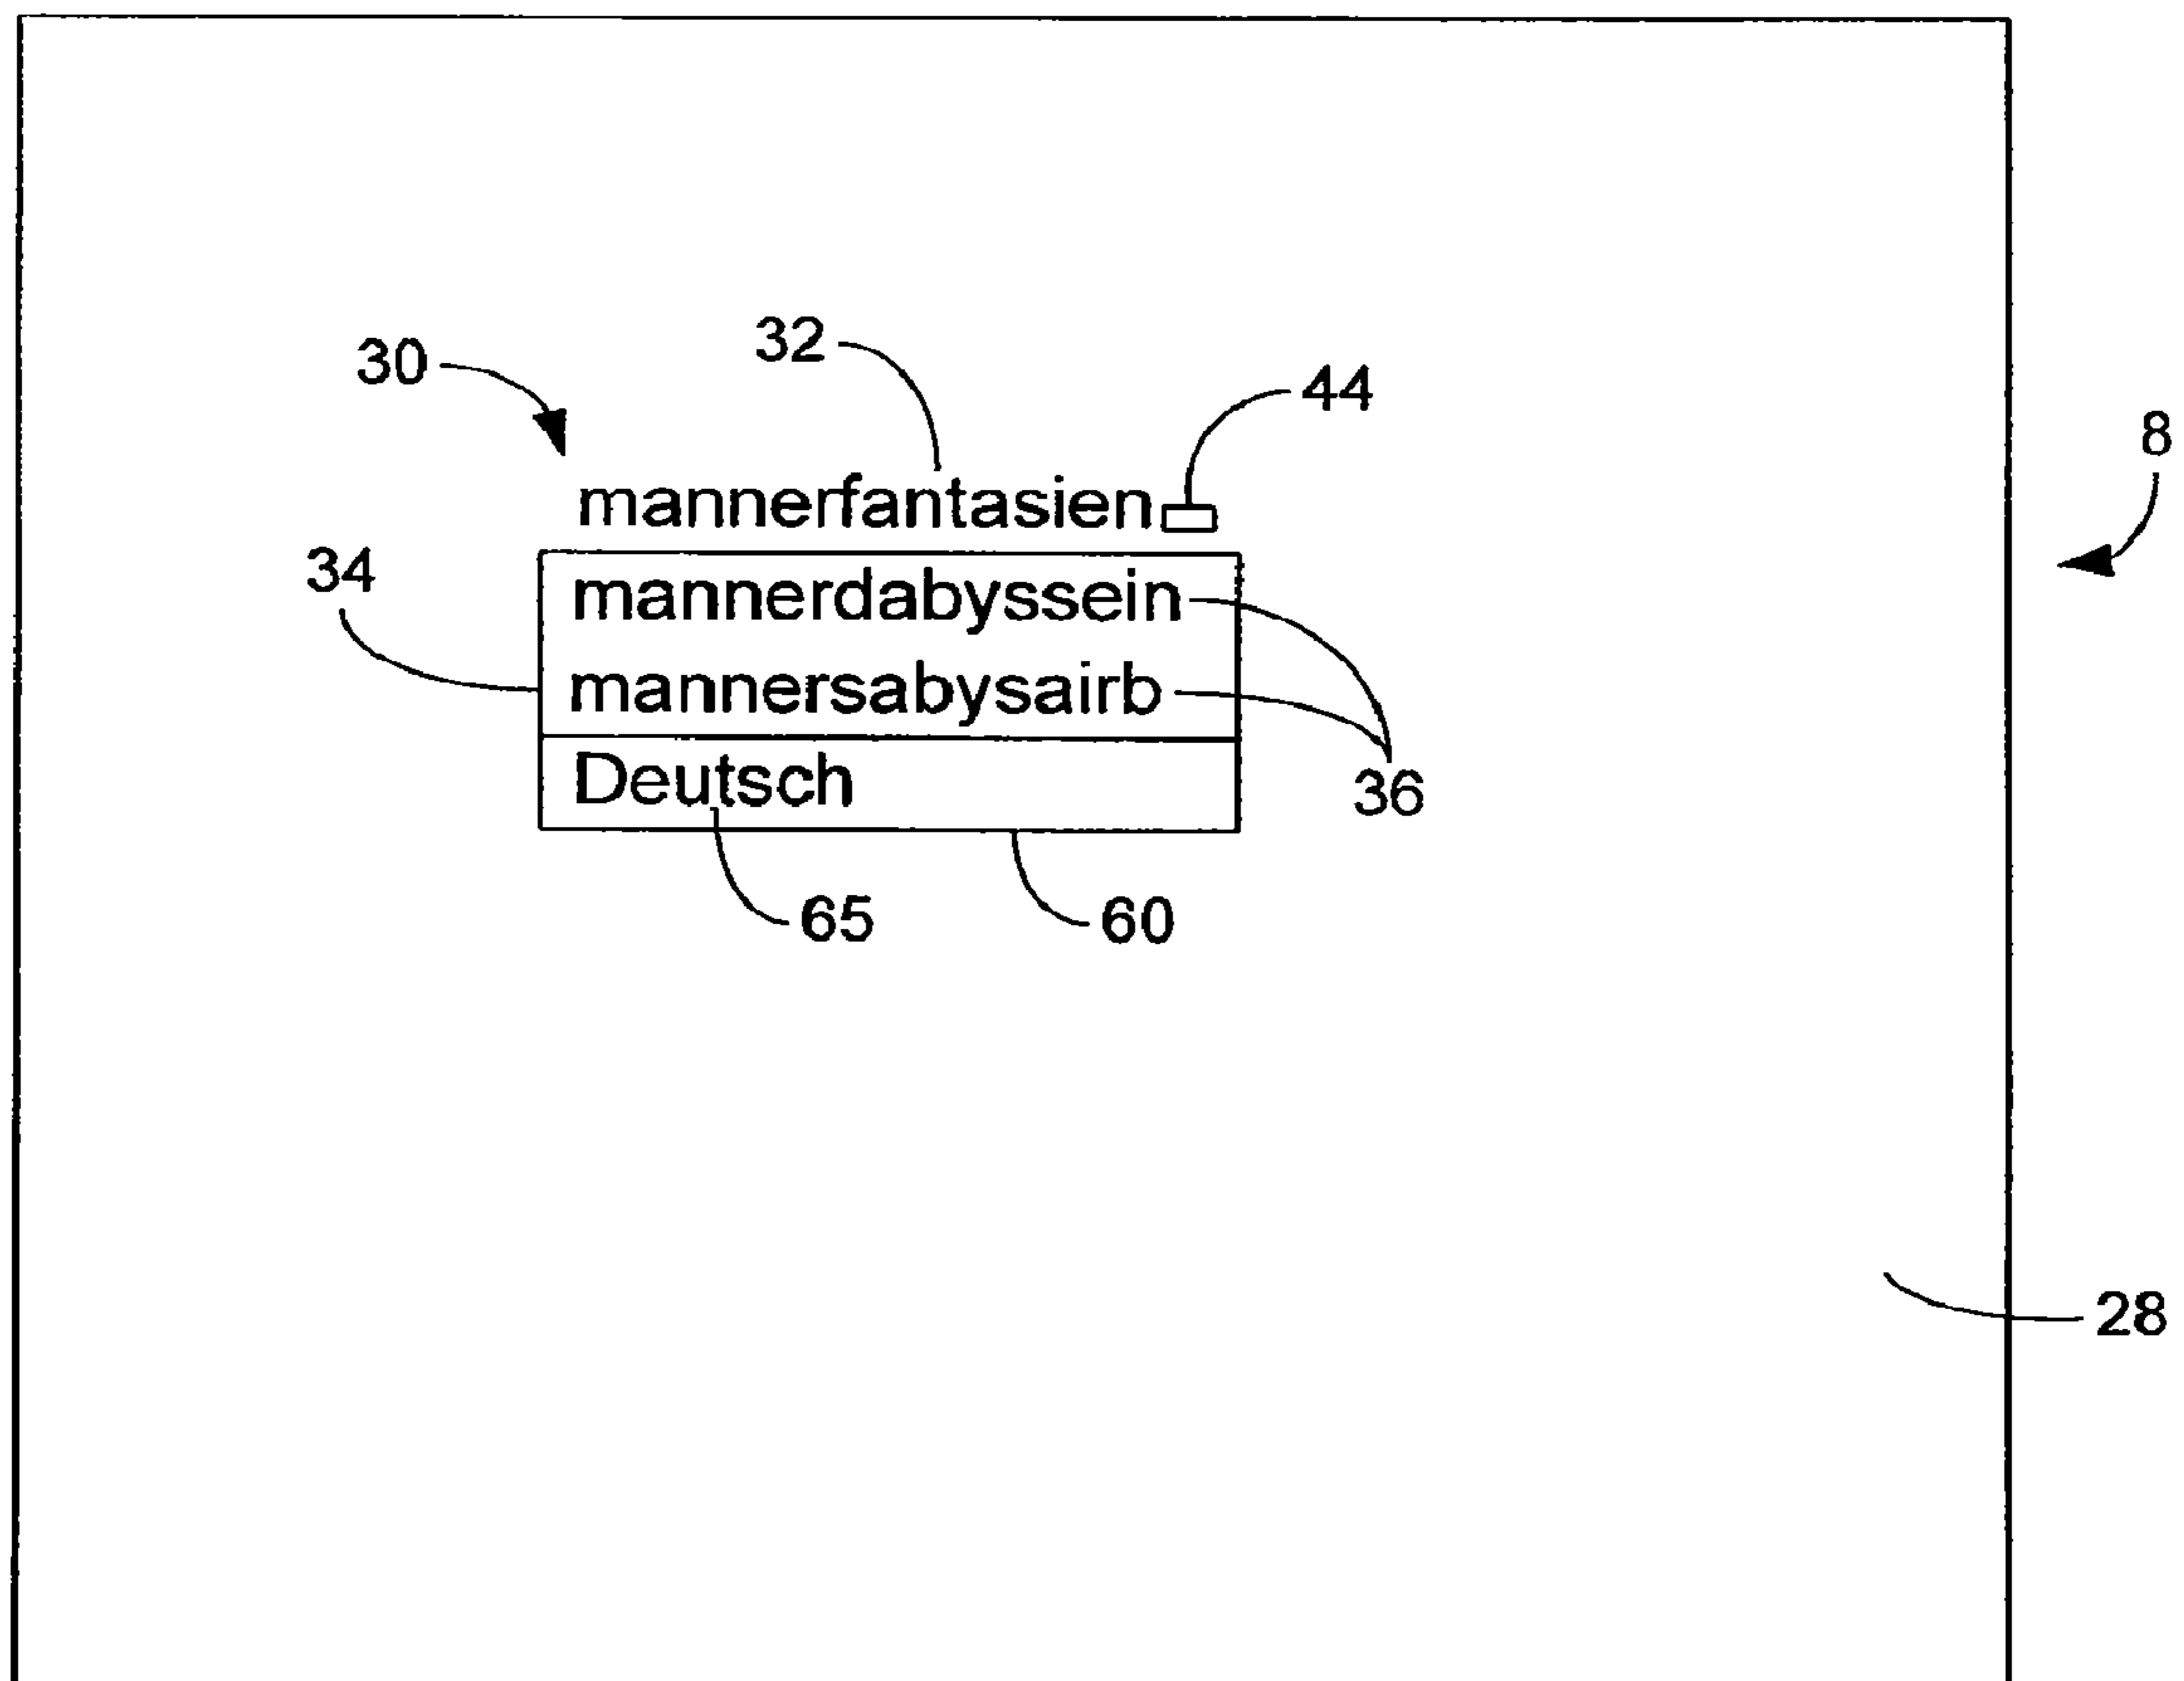 32
30
44
8
mannerfantasien
34
mannerdabyssein
mannersabysairb
Deutsch
36
65
60
28